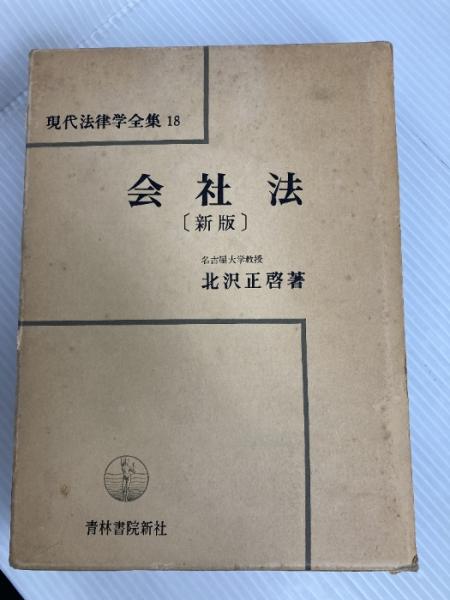 現代法律学全集 18
会社法
〔新版〕
名古屋大学教授
北沢正啓著
青林書院新社